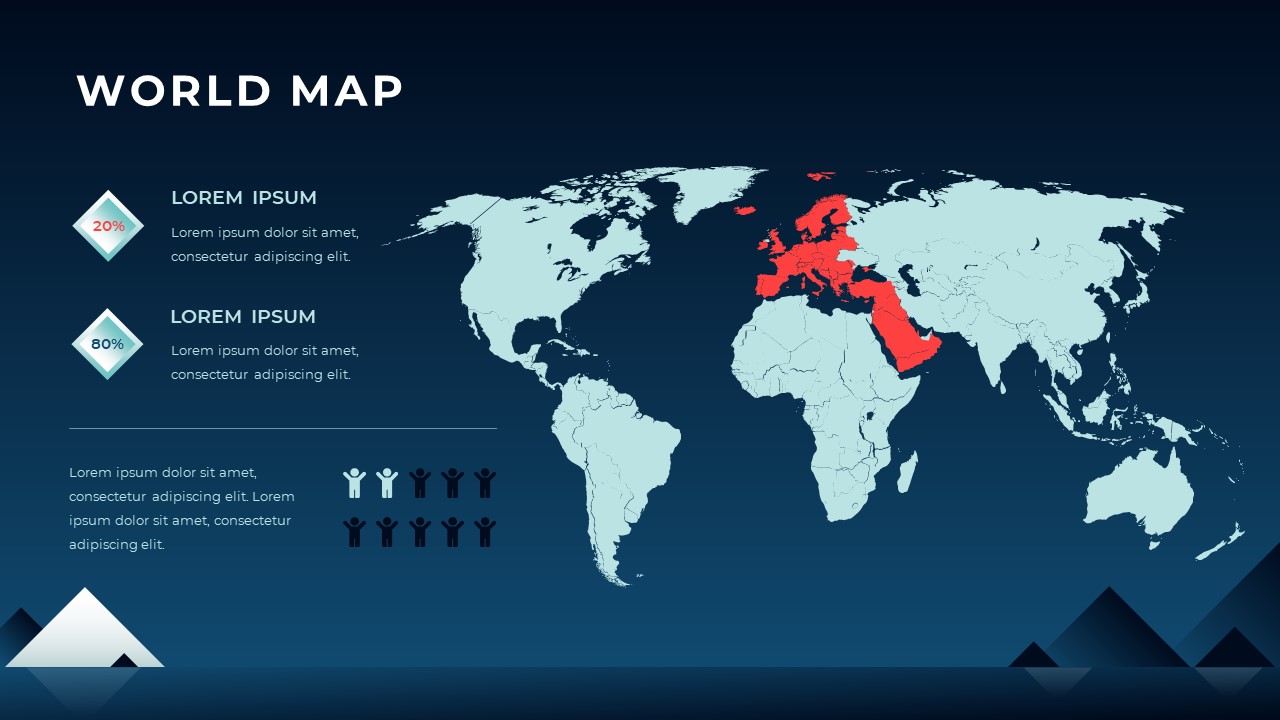 WORLD MAP
20%
LOREM IPSUM
Lorem ipsum dolor sit amet,
consectetur adipiscing elit.
80%
LOREM IPSUM
Lorem ipsum dolor sit amet,
consectetur adipiscing elit.
Lorem ipsum dolor sit amet,
consectetur adipiscing elit. Lorem
ipsum dolor sit amet, consectetur
adipiscing elit.